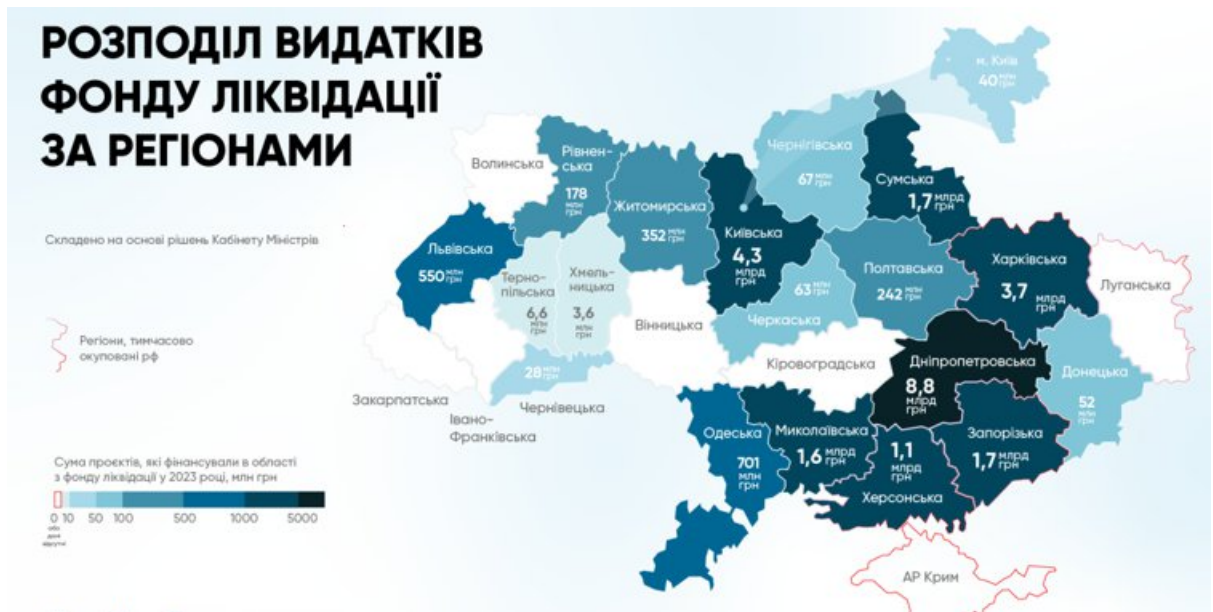 РОЗПОДІЛ ВИДАТКІВ
ФОНДУ ЛІКВІДАЦІЇ
ЗА РЕГІОНАМИ
Складено на основі рішень Кабінету Міністрів
Регіони, тимчасово
окуповані рф
Сума проєктів, які фінансували в області
з фонду ліквідації у 2023 році, млн грн
0 10 50 100 500 1000 5000
або
дані
відсутні
м. Київ
40 млн грн
Волинська
Рівнен-
ська
178
млн
грн
Житомирська
352 млн грн
Київська
4,3
млрд
грн
Чернігівська
67 млн грн
Сумська
1,7 млрд грн
Львівська
550 млн грн
Терно-
пільська
6,6
млн
грн
Хмель-
ницька
3,6
млн
грн
Вінницька
63 млн грн
Черкаська
Полтавська
242 млн грн
Харківська
3,7 млрд
грн
Луганська
Закарпатська
Івано-
Франківська
28 млн грн
Чернівецька
Кіровоградська
Дніпропетровська
8,8
млрд
грн
Донецька
52
млн
грн
Одеська
701
млн
грн
Миколаївська
1,6 млрд грн
1,1
млрд
грн
Херсонська
Запорізька
1,7 млрд грн
АР Крим